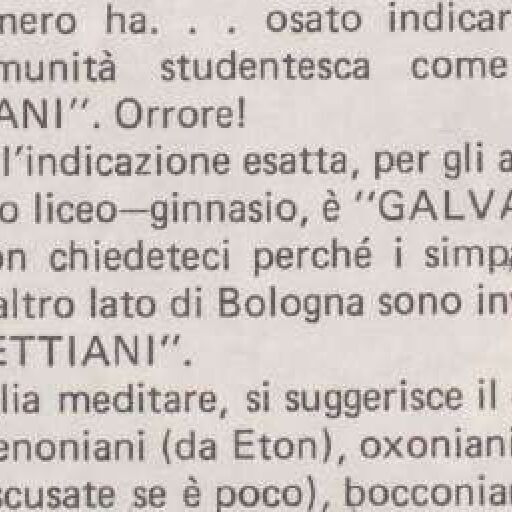 nero ha. . . osato indicar
munità studentesca come
ANI". Orrore!
l'indicazione esatta, per gli a
o liceo—ginnasio, è "GALVA
on chiedeteci perché i simp
altro lato di Bologna sono in
ETTIANI".
lia meditare, si suggerisce il
enoniani (da Eton), oxoniani
scusate se è poco), bocconian